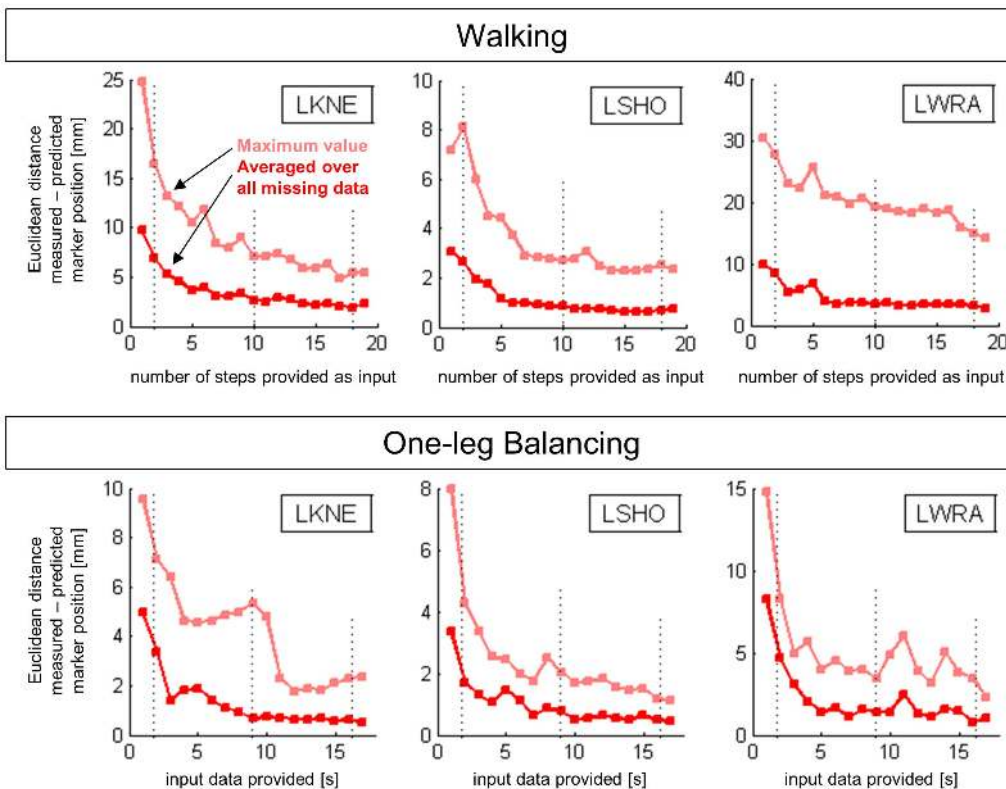 Walking
Euclidean distance
measured – predicted
marker position [mm]
25
20
15
10
5
0
LKNE
Maximum value
Averaged over
all missing data
0 5 10 15 20
number of steps provided as input
10
8
6
4
2
0
LSHO
0 5 10 15 20
number of steps provided as input
40
30
20
10
0
LWRA
0 5 10 15 20
number of steps provided as input
One-leg Balancing
Euclidean distance
measured – predicted
marker position [mm]
10
8
6
4
2
0
LKNE
0 5 10 15
input data provided [s]
8
6
4
2
0
LSHO
0 5 10 15
input data provided [s]
15
10
5
0
LWRA
0 5 10 15
input data provided [s]